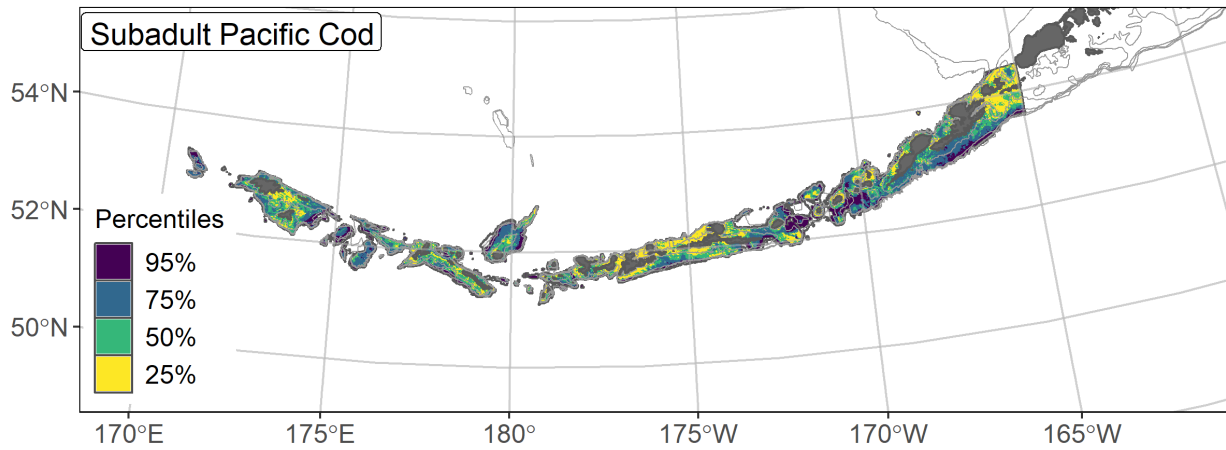 Subadult Pacific Cod
54°N
52°N
50°N
Percentiles
95%
75%
50%
25%
170°E
175°E
180°
175°W
170°W
165°W